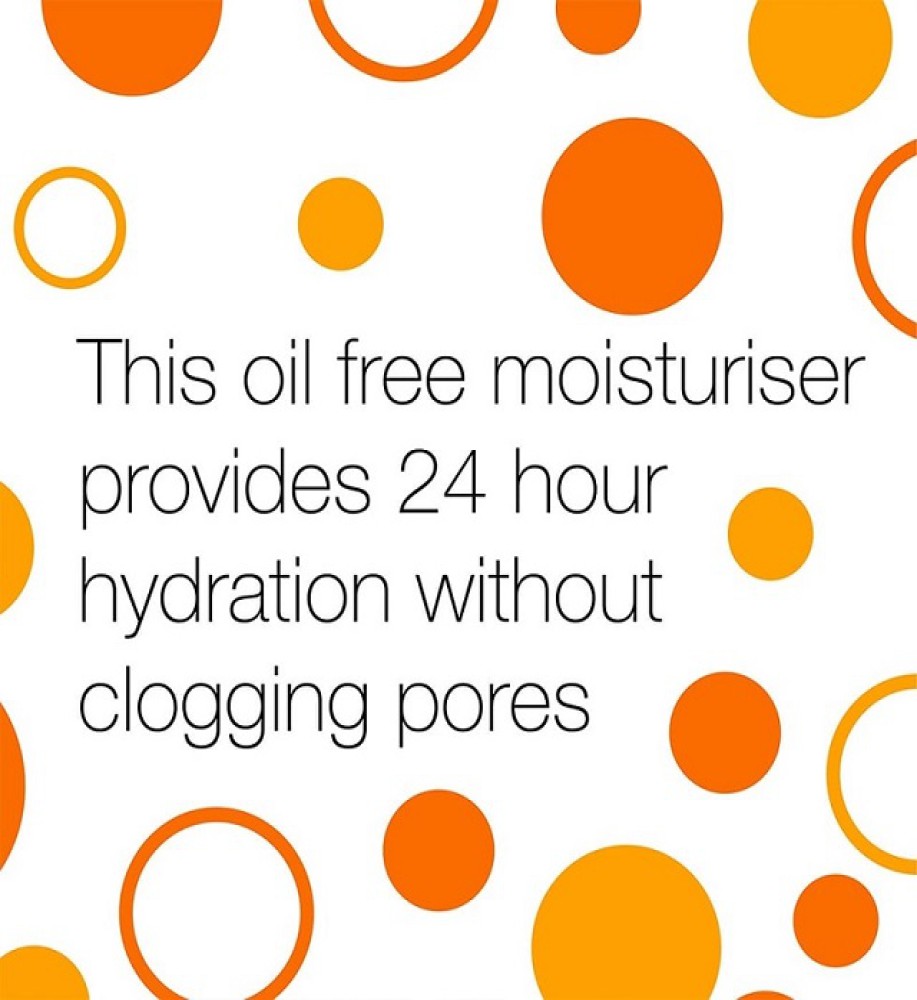 This oil free moisturiser
provides 24 hour
hydration without
clogging pores